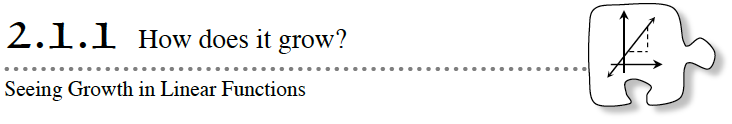 2.1.1 How does it grow?
Seeing Growth in Linear Functions